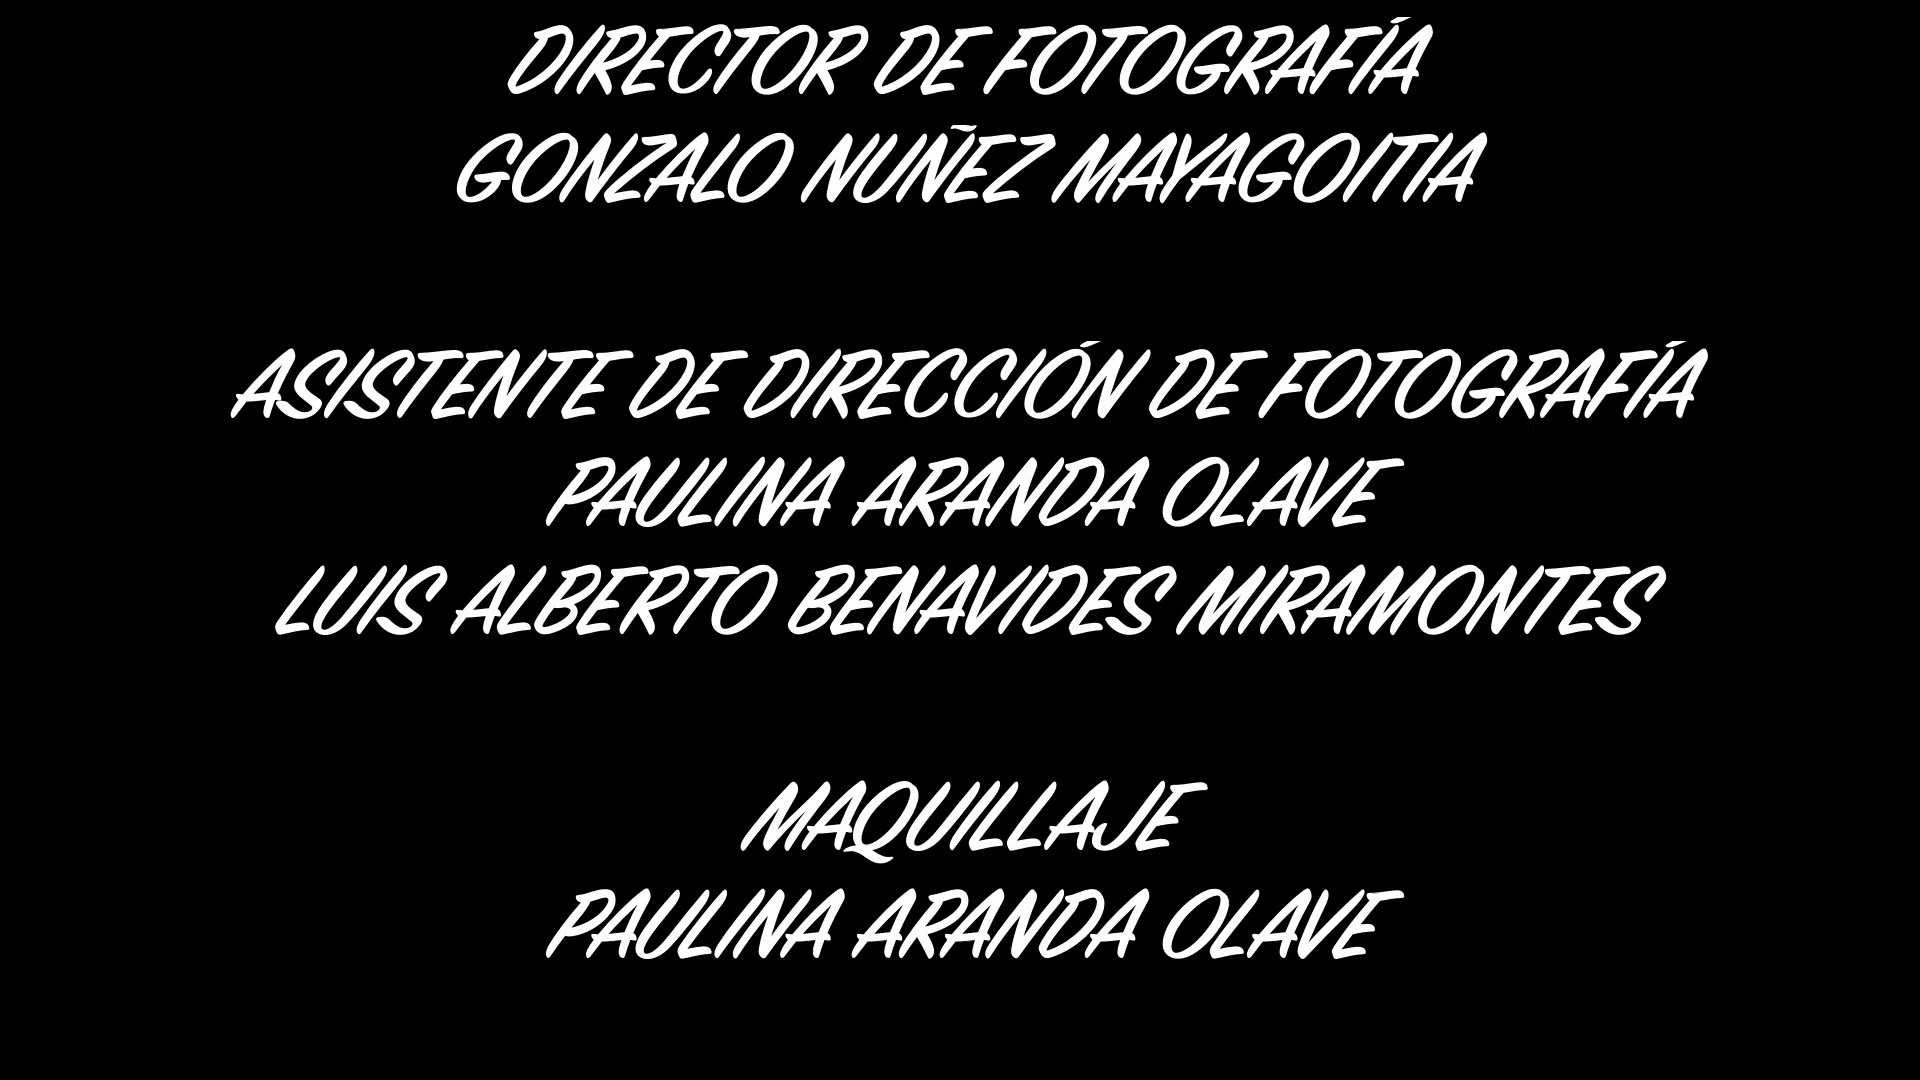 DIRECTOR DE FOTOGRAFÍA
GONZALO NUÑEZ MAYAGOITIA
ASISTENTE DE DIRECCIÓN DE FOTOGRAFÍA
PAULINA ARANDA OLAVE
LUIS ALBERTO BENAVIDES MIRAMONTES
MAQUILLAJE
PAULINA ARANDA OLAVE